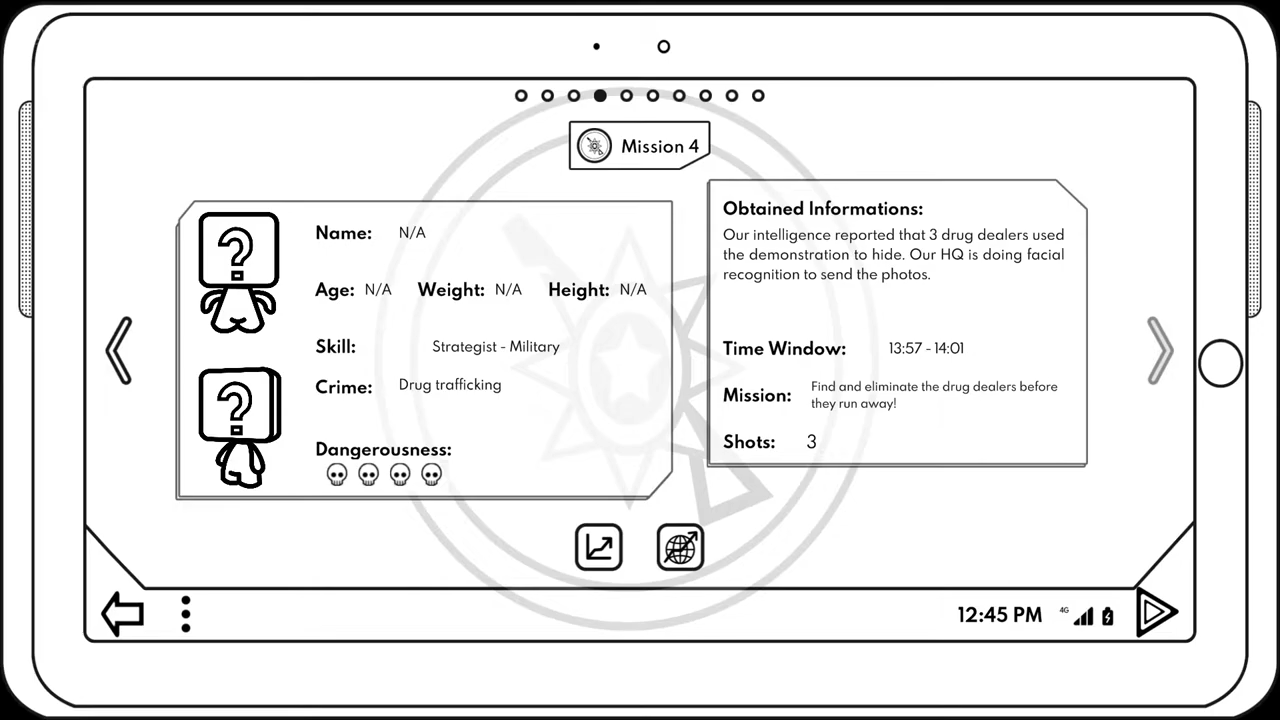 Mission 4
Name: N/A
Age: N/A Weight: N/A Height: N/A
Skill: Strategist - Military
Crime: Drug trafficking
Dangerousness:
Obtained Informations:
Our intelligence reported that 3 drug dealers used
the demonstration to hide. Our HQ is doing facial
recognition to send the photos.
Time Window: 13:57 - 14:01
Mission: Find and eliminate the drug dealers before
they run away!
Shots: 3
12:45 PM 4G